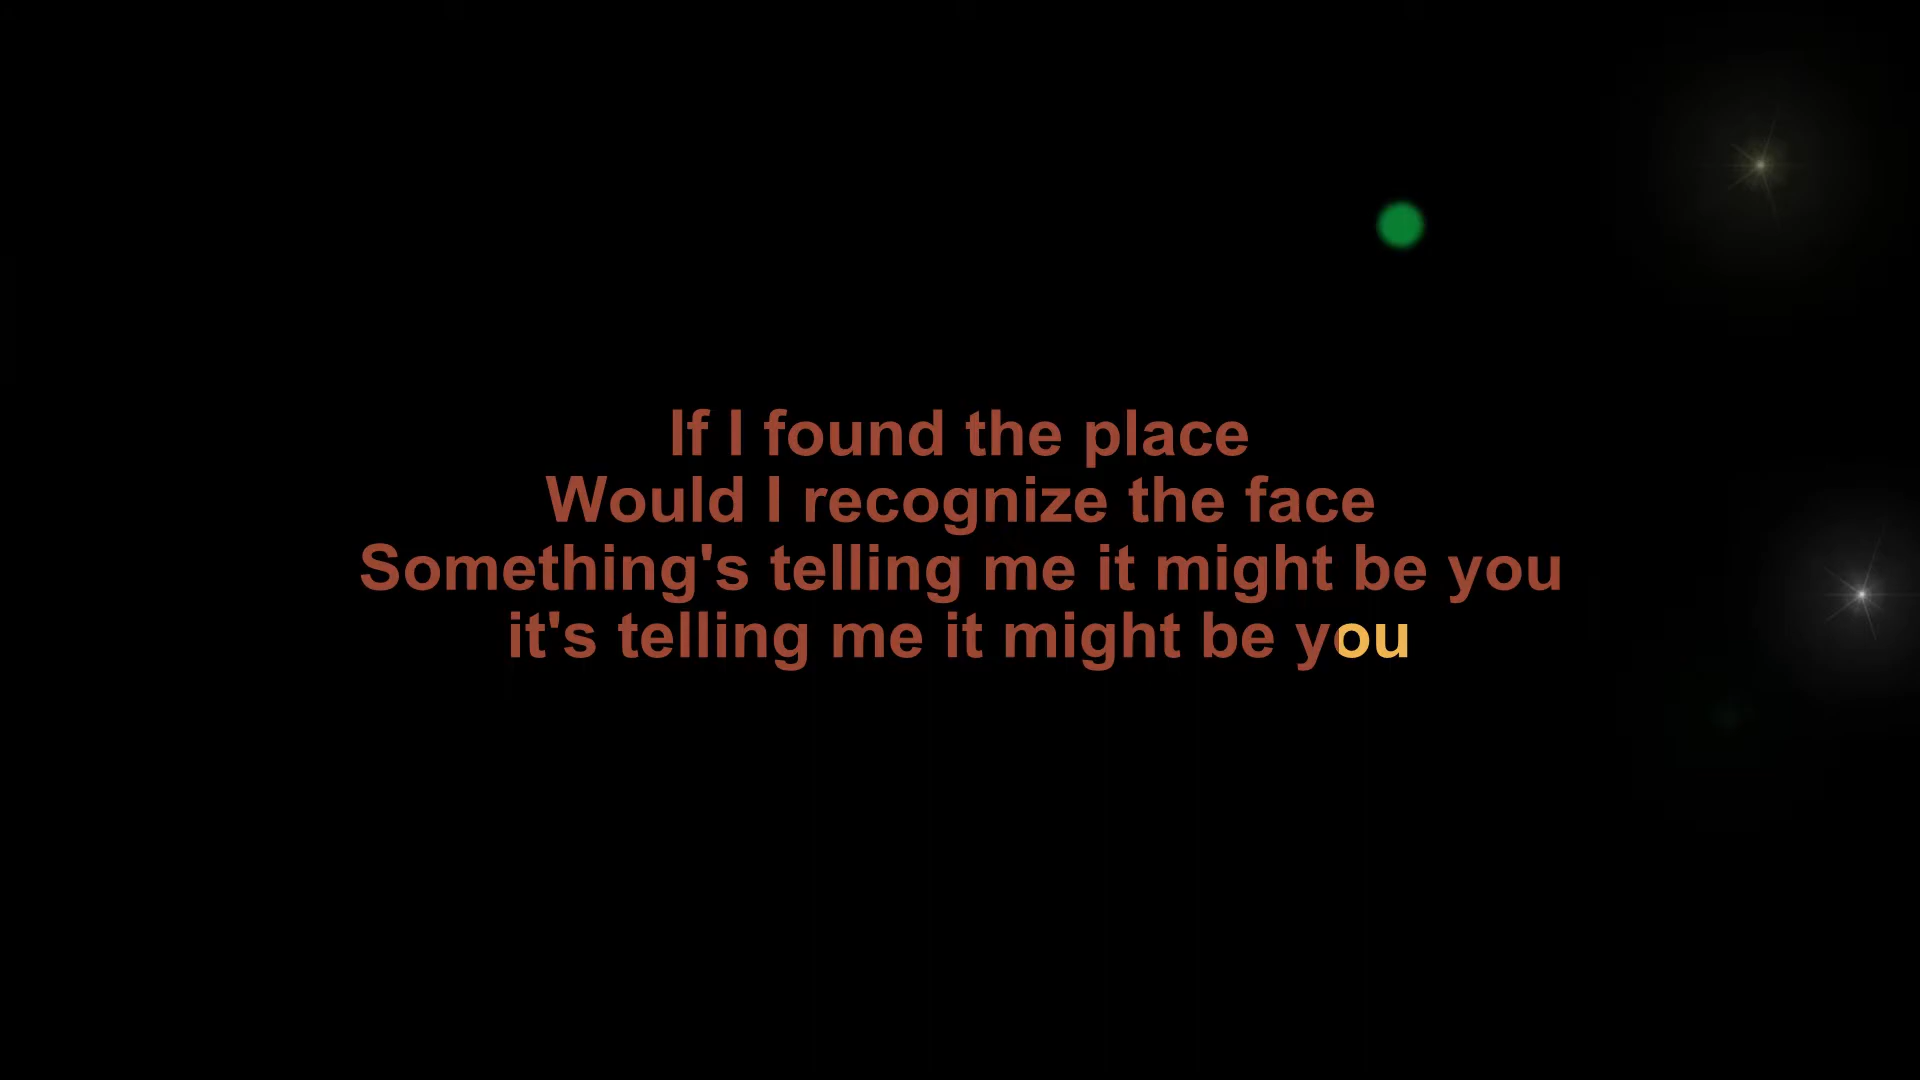 If I found the place
Would I recognize the face
Something's telling me it might be you
it's telling me it might be you